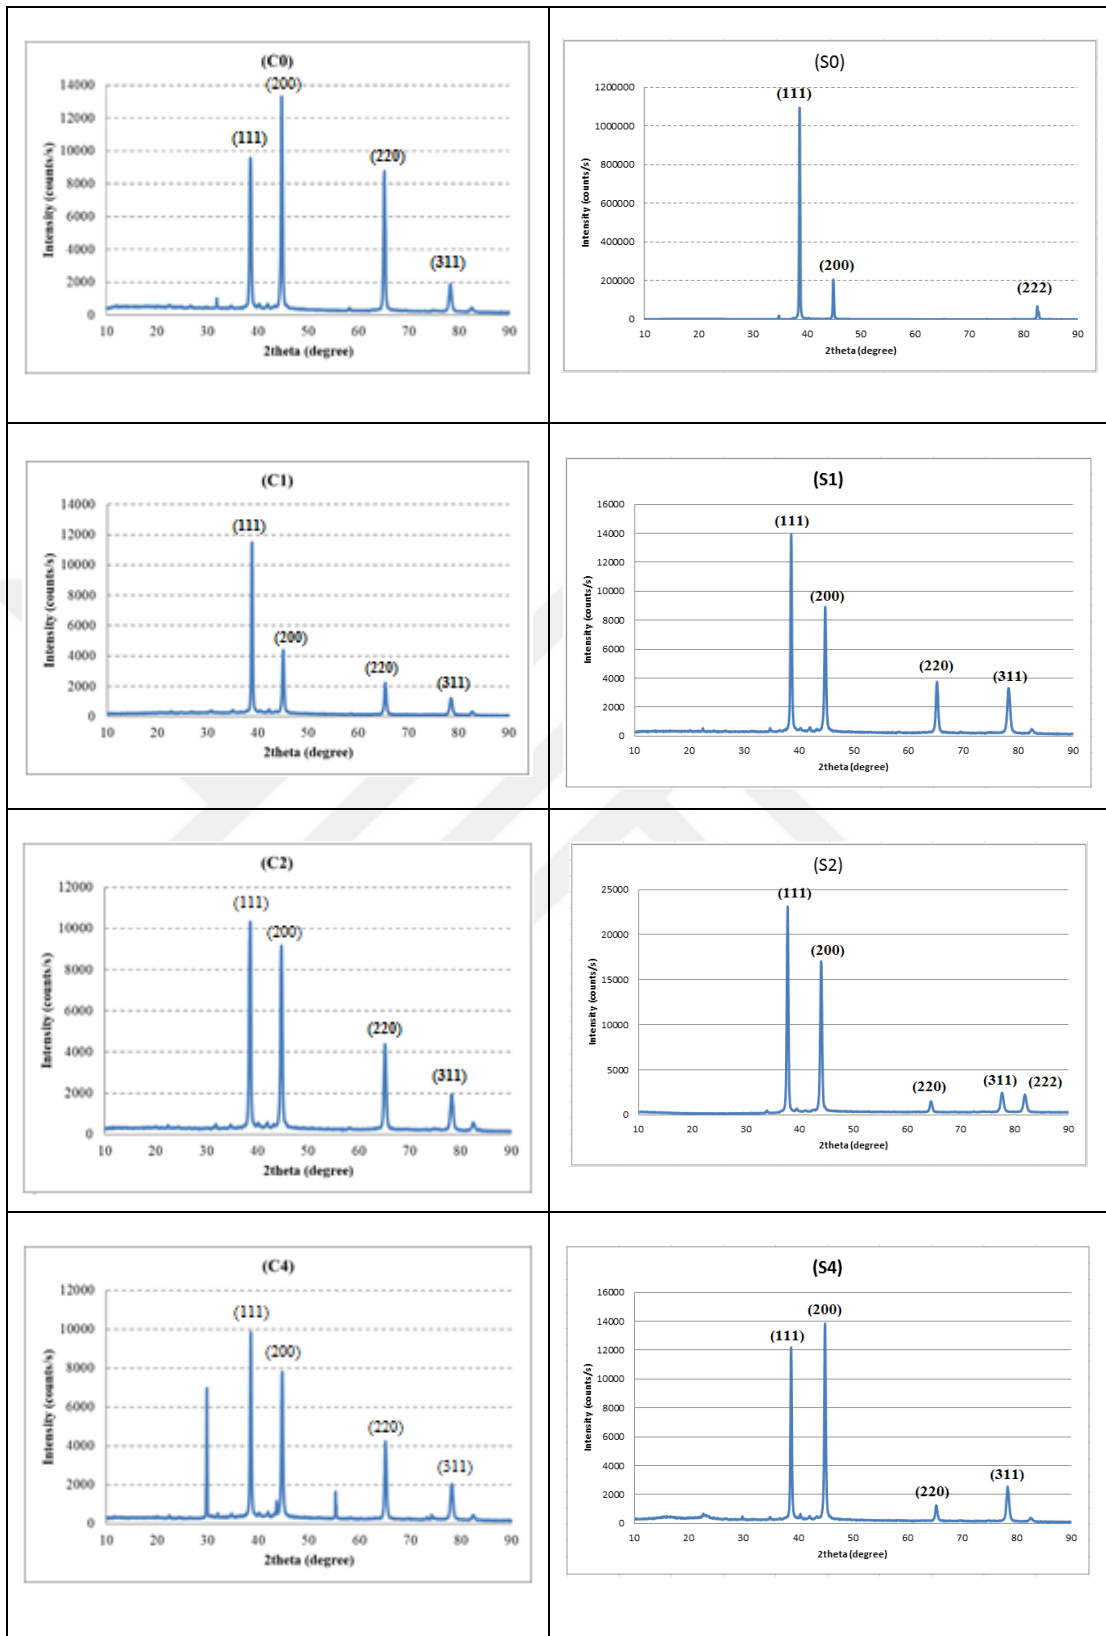 (C0)
(200)
(111)
(220)
(311)
14000
12000
10000
8000
6000
4000
2000
0
Intensity (counts/s)
10 20 30 40 50 60 70 80 90
2theta (degree)
(S0)
(111)
(200)
(222)
1200000
1000000
800000
600000
400000
200000
0
Intensity (counts/s)
10 20 30 40 50 60 70 80 90
2theta (degree)
(C1)
(111)
(200)
(220)
(311)
14000
12000
10000
8000
6000
4000
2000
0
Intensity (counts/s)
10 20 30 40 50 60 70 80 90
2theta (degree)
(S1)
(111)
(200)
(220)
(311)
16000
14000
12000
10000
8000
6000
4000
2000
0
Intensity (counts/s)
10 20 30 40 50 60 70 80 90
2theta (degree)
(C2)
(111)
(200)
(220)
(311)
12000
10000
8000
6000
4000
2000
0
Intensity (counts/s)
10 20 30 40 50 60 70 80 90
2theta (degree)
(S2)
(111)
(200)
(220)
(311)
(222)
25000
20000
15000
10000
5000
0
Intensity (counts/s)
10 20 30 40 50 60 70 80 90
2theta (degree)
(C4)
(111)
(200)
(220)
(311)
12000
10000
8000
6000
4000
2000
0
Intensity (counts/s)
10 20 30 40 50 60 70 80 90
2theta (degree)
(S4)
(200)
(111)
(220)
(311)
16000
14000
12000
10000
8000
6000
4000
2000
0
Intensity (counts/s)
10 20 30 40 50 60 70 80 90
2theta (degree)